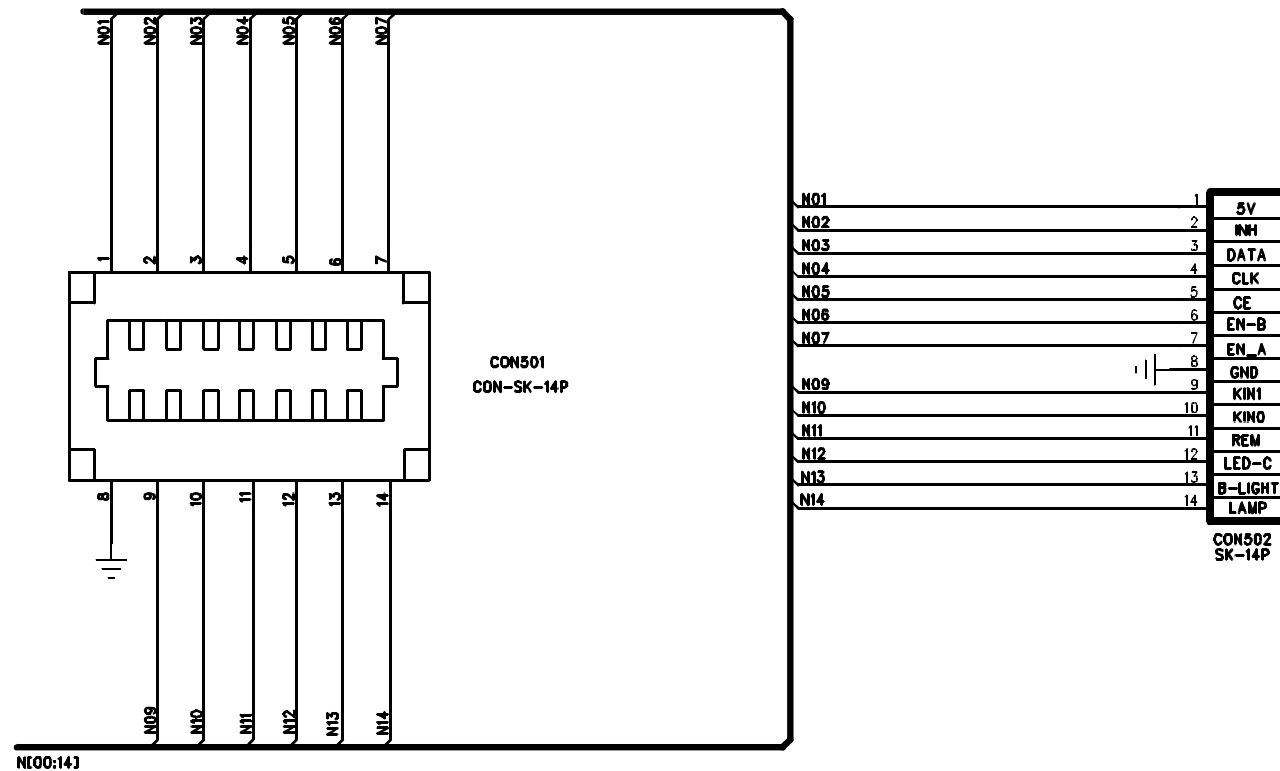 N01 N02 N03 N04 N05 N06 N07
1 2 3 4 5 6 7
CON501
CON-SK-14P
8 9 10 11 12 13 14
N09 N10 N11 N12 N13 N14
N[00:14]
N01 1 5V
N02 2 INH
N03 3 DATA
N04 4 CLK
N05 5 CE
N06 6 EN-B
N07 7 EN_A
8 GND
N09 9 KIN1
N10 10 KIN0
N11 11 REM
N12 12 LED-C
N13 13 B-LIGHT
N14 14 LAMP
CON502
SK-14P